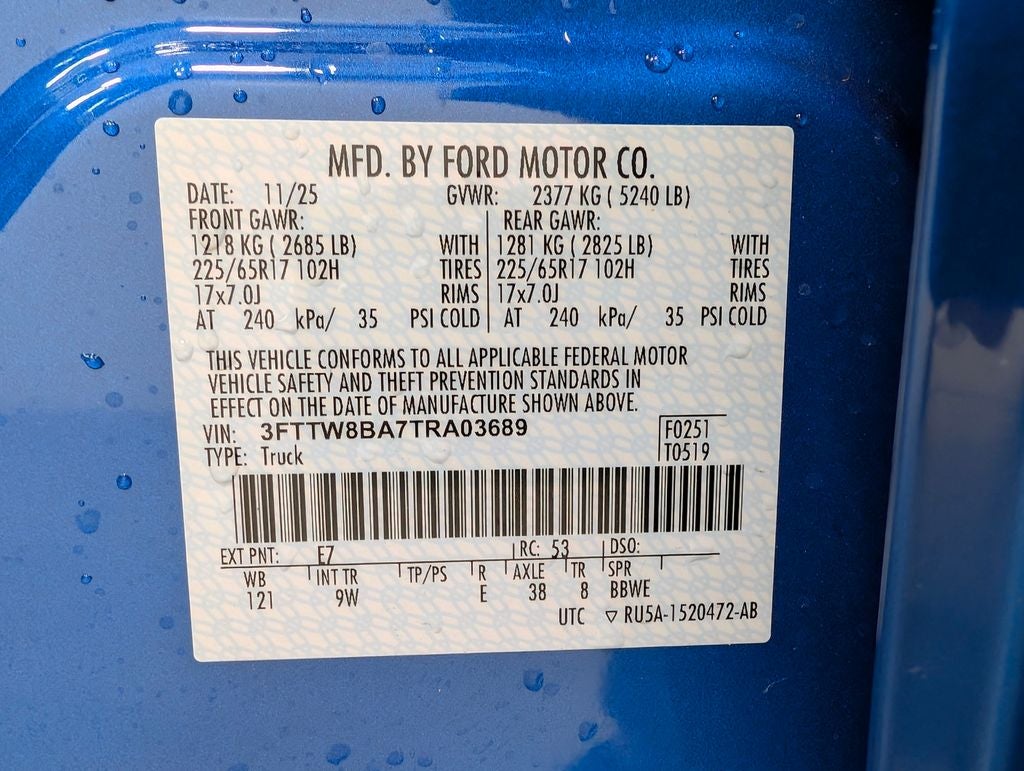 MFD. BY FORD MOTOR CO.
DATE: 11/25 GVWR: 2377 KG ( 5240 LB)
FRONT GAWR: REAR GAWR:
1218 KG ( 2685 LB) WITH 1281 KG ( 2825 LB) WITH
225/65R17 102H TIRES 225/65R17 102H TIRES
17x7.0J RIMS 17x7.0J RIMS
AT 240 kPa/ 35 PSI COLD AT 240 kPa/ 35 PSI COLD
THIS VEHICLE CONFORMS TO ALL APPLICABLE FEDERAL MOTOR
VEHICLE SAFETY AND THEFT PREVENTION STANDARDS IN
EFFECT ON THE DATE OF MANUFACTURE SHOWN ABOVE.
VIN: 3FTTW8BA7TRA03689 F0251
TYPE: Truck T0519
EXT PNT: E7 RC: 53 DSO:
WB INT TR TP/PS R AXLE TR SPR
121 9W E 38 8 BBWE
UTC ▽ RU5A-1520472-AB